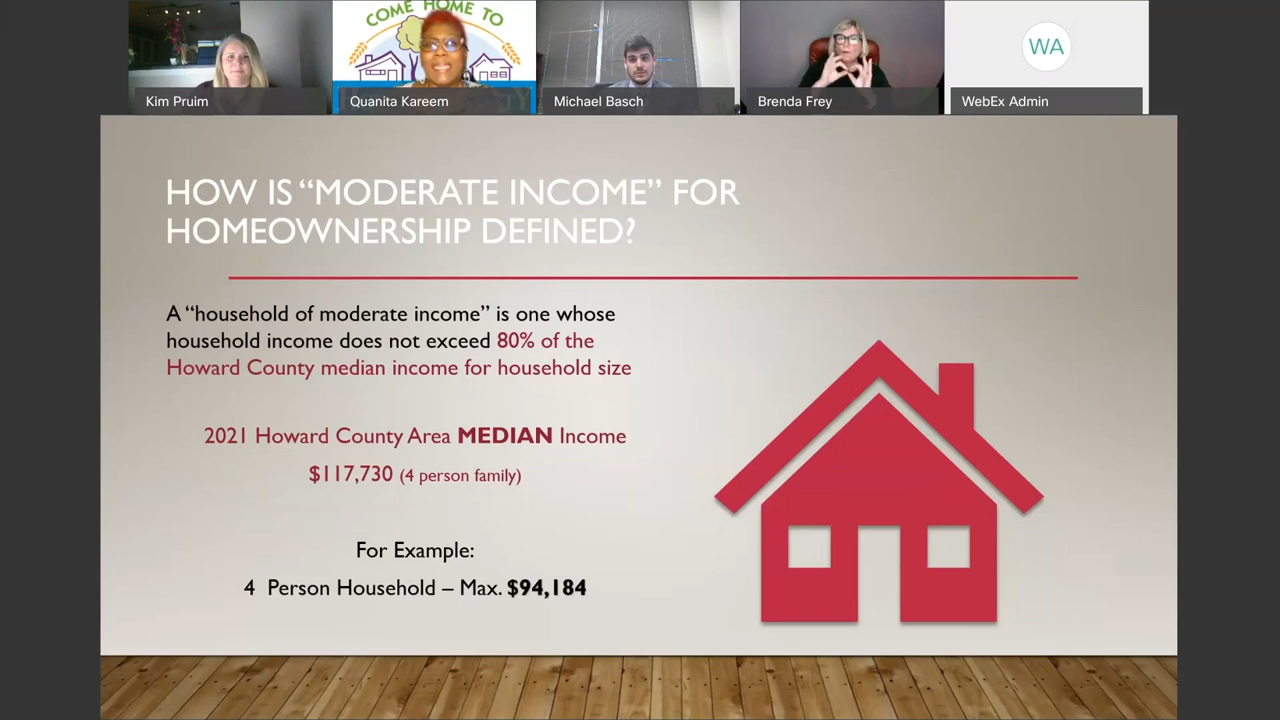 COME HOME TO
Kim Pruim
Quanita Kareem
Michael Basch
Brenda Frey
WA
WebEx Admin
HOW IS “MODERATE INCOME” FOR
HOMEOWNERSHIP DEFINED?
A “household of moderate income” is one whose
household income does not exceed 80% of the
Howard County median income for household size
2021 Howard County Area MEDIAN Income
$117,730 (4 person family)
For Example:
4 Person Household – Max. $94,184